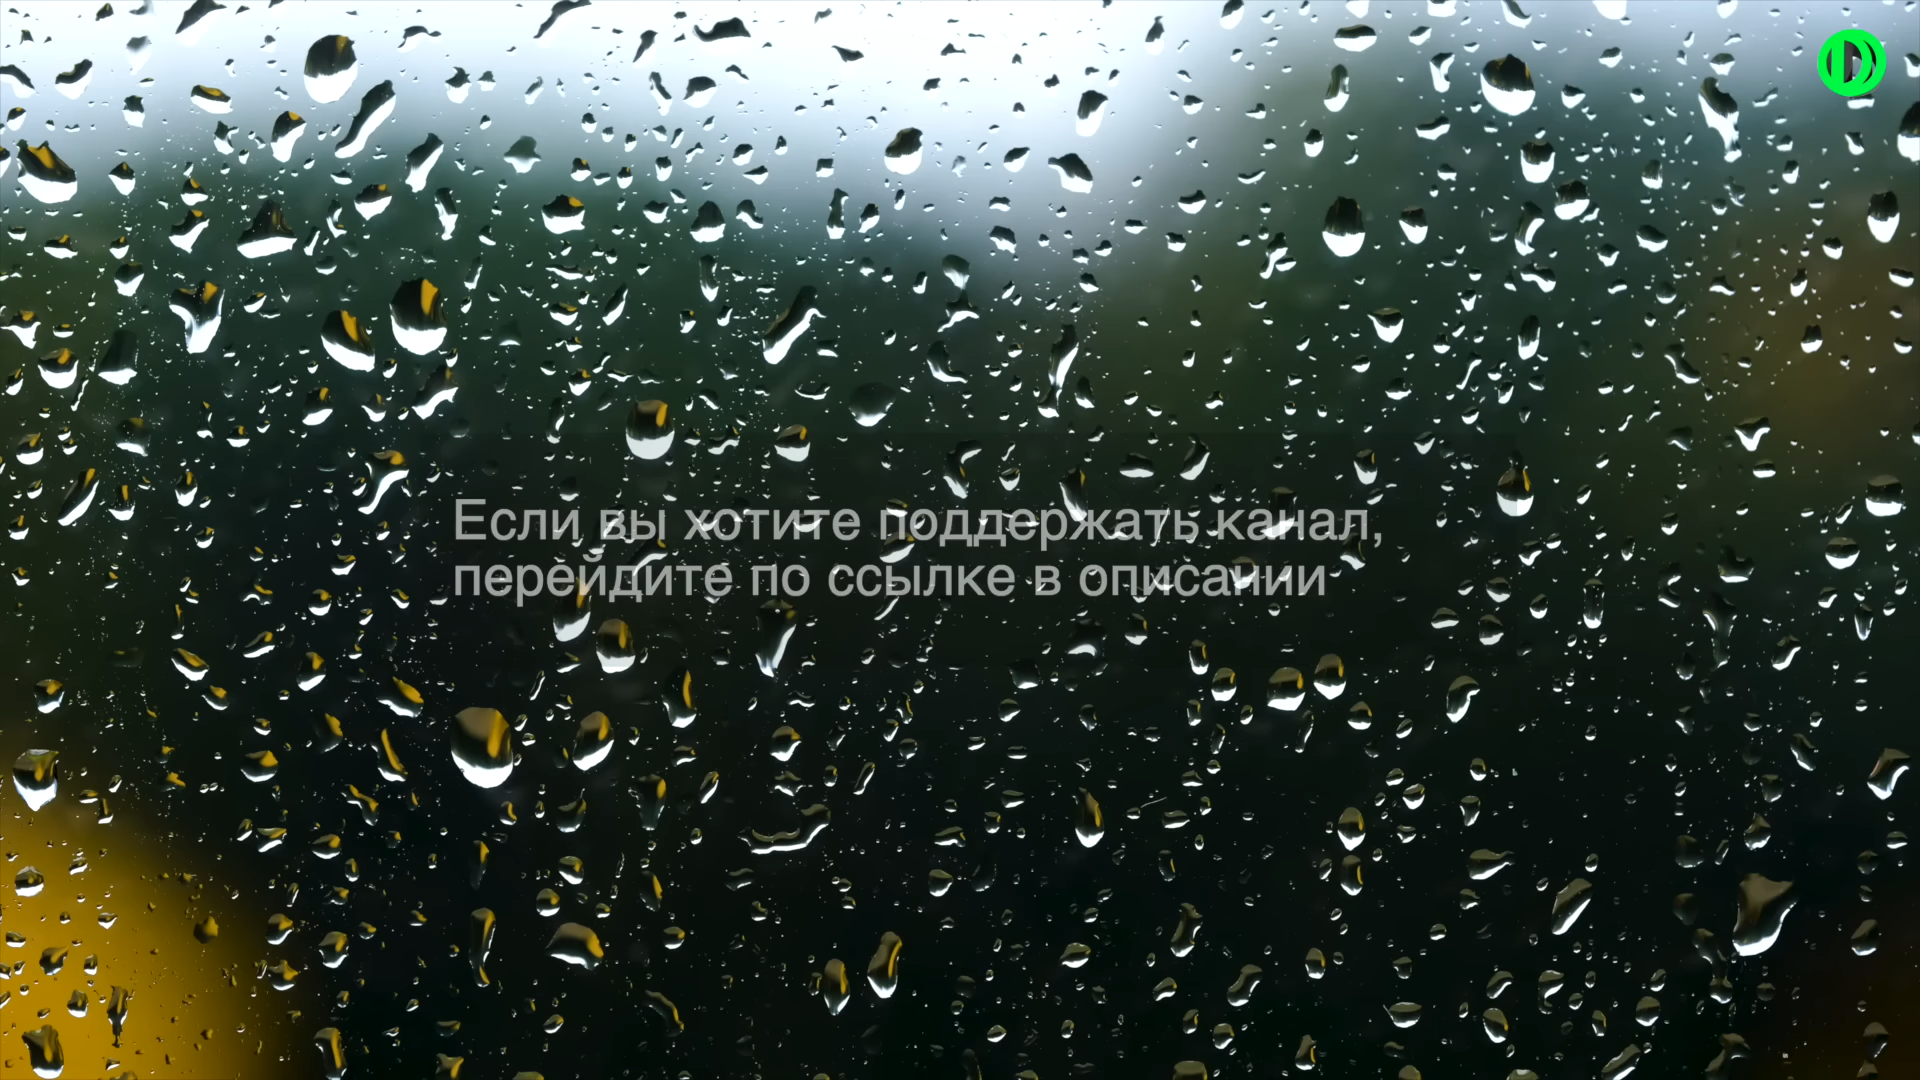 Если вы хотите поддержать канал,
перейдите по ссылке в описании